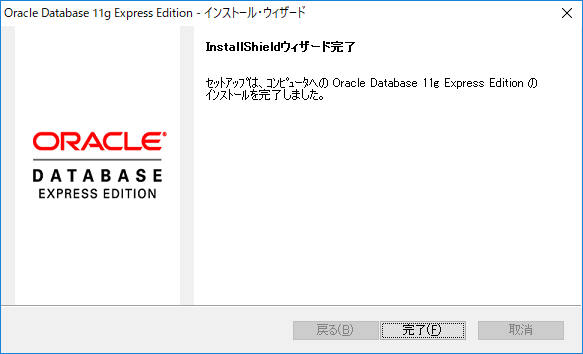 Oracle Database 11g Express Edition - インストール・ウィザード
InstallShieldウィザード完了
セットアップは、コンピュータへの Oracle Database 11g Express Edition の
インストールを完了しました。
ORACLE®
DATABASE
EXPRESS EDITION
戻る(B)
完了(F)
取消